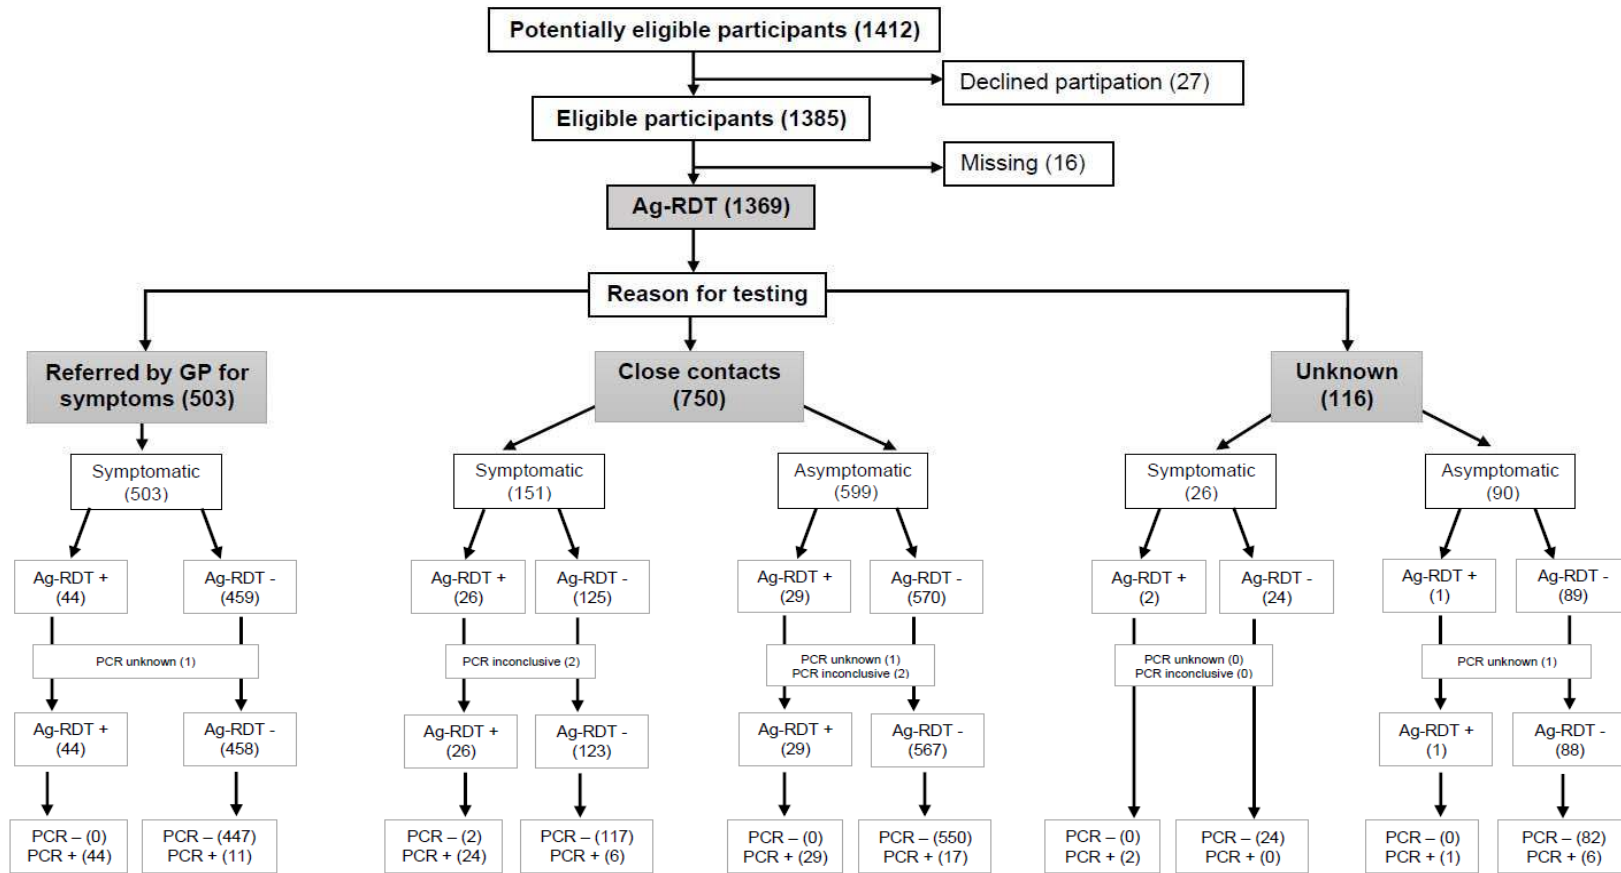 Potentially eligible participants (1412)
Declined partipation (27)
Eligible participants (1385)
Missing (16)
Ag-RDT (1369)
Reason for testing
Referred by GP for
symptoms (503)
Close contacts
(750)
Unknown
(116)
Symptomatic
(503)
Symptomatic
(151)
Asymptomatic
(599)
Symptomatic
(26)
Asymptomatic
(90)
Ag-RDT +
(44)
Ag-RDT -
(459)
Ag-RDT +
(26)
Ag-RDT -
(125)
Ag-RDT +
(29)
Ag-RDT -
(570)
Ag-RDT +
(2)
Ag-RDT -
(24)
Ag-RDT +
(1)
Ag-RDT -
(89)
PCR unknown (1)
PCR inconclusive (2)
PCR unknown (1)
PCR inconclusive (2)
PCR unknown (0)
PCR inconclusive (0)
PCR unknown (1)
Ag-RDT +
(44)
Ag-RDT -
(458)
Ag-RDT +
(26)
Ag-RDT -
(123)
Ag-RDT +
(29)
Ag-RDT -
(567)
Ag-RDT +
(1)
Ag-RDT -
(88)
PCR – (0)
PCR + (44)
PCR – (447)
PCR + (11)
PCR – (2)
PCR + (24)
PCR – (117)
PCR + (6)
PCR – (0)
PCR + (29)
PCR – (550)
PCR + (17)
PCR – (0)
PCR + (2)
PCR – (24)
PCR + (0)
PCR – (0)
PCR + (1)
PCR – (82)
PCR + (6)